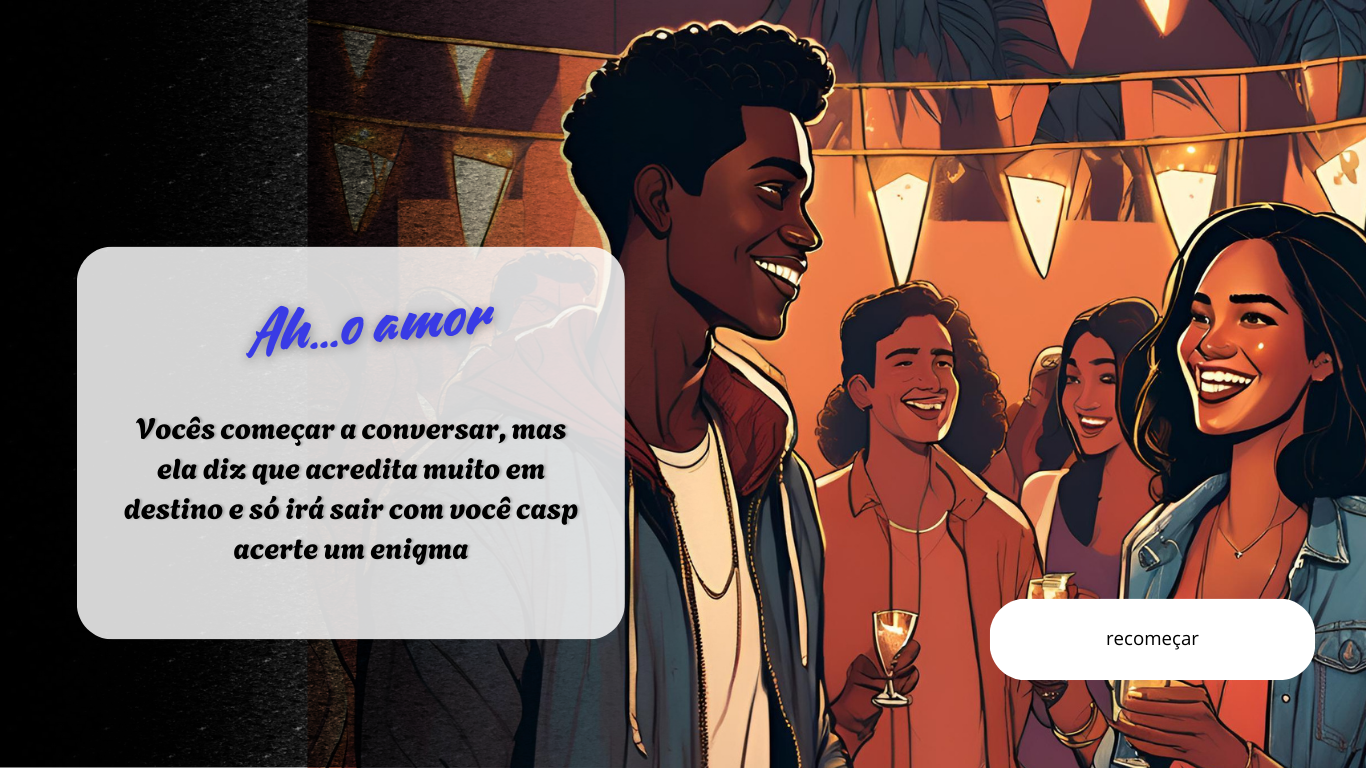 Ah...o amor
Vocês começar a conversar, mas
ela diz que acredita muito em
destino e só irá sair com você casp
acerte um enigma
recomeçar